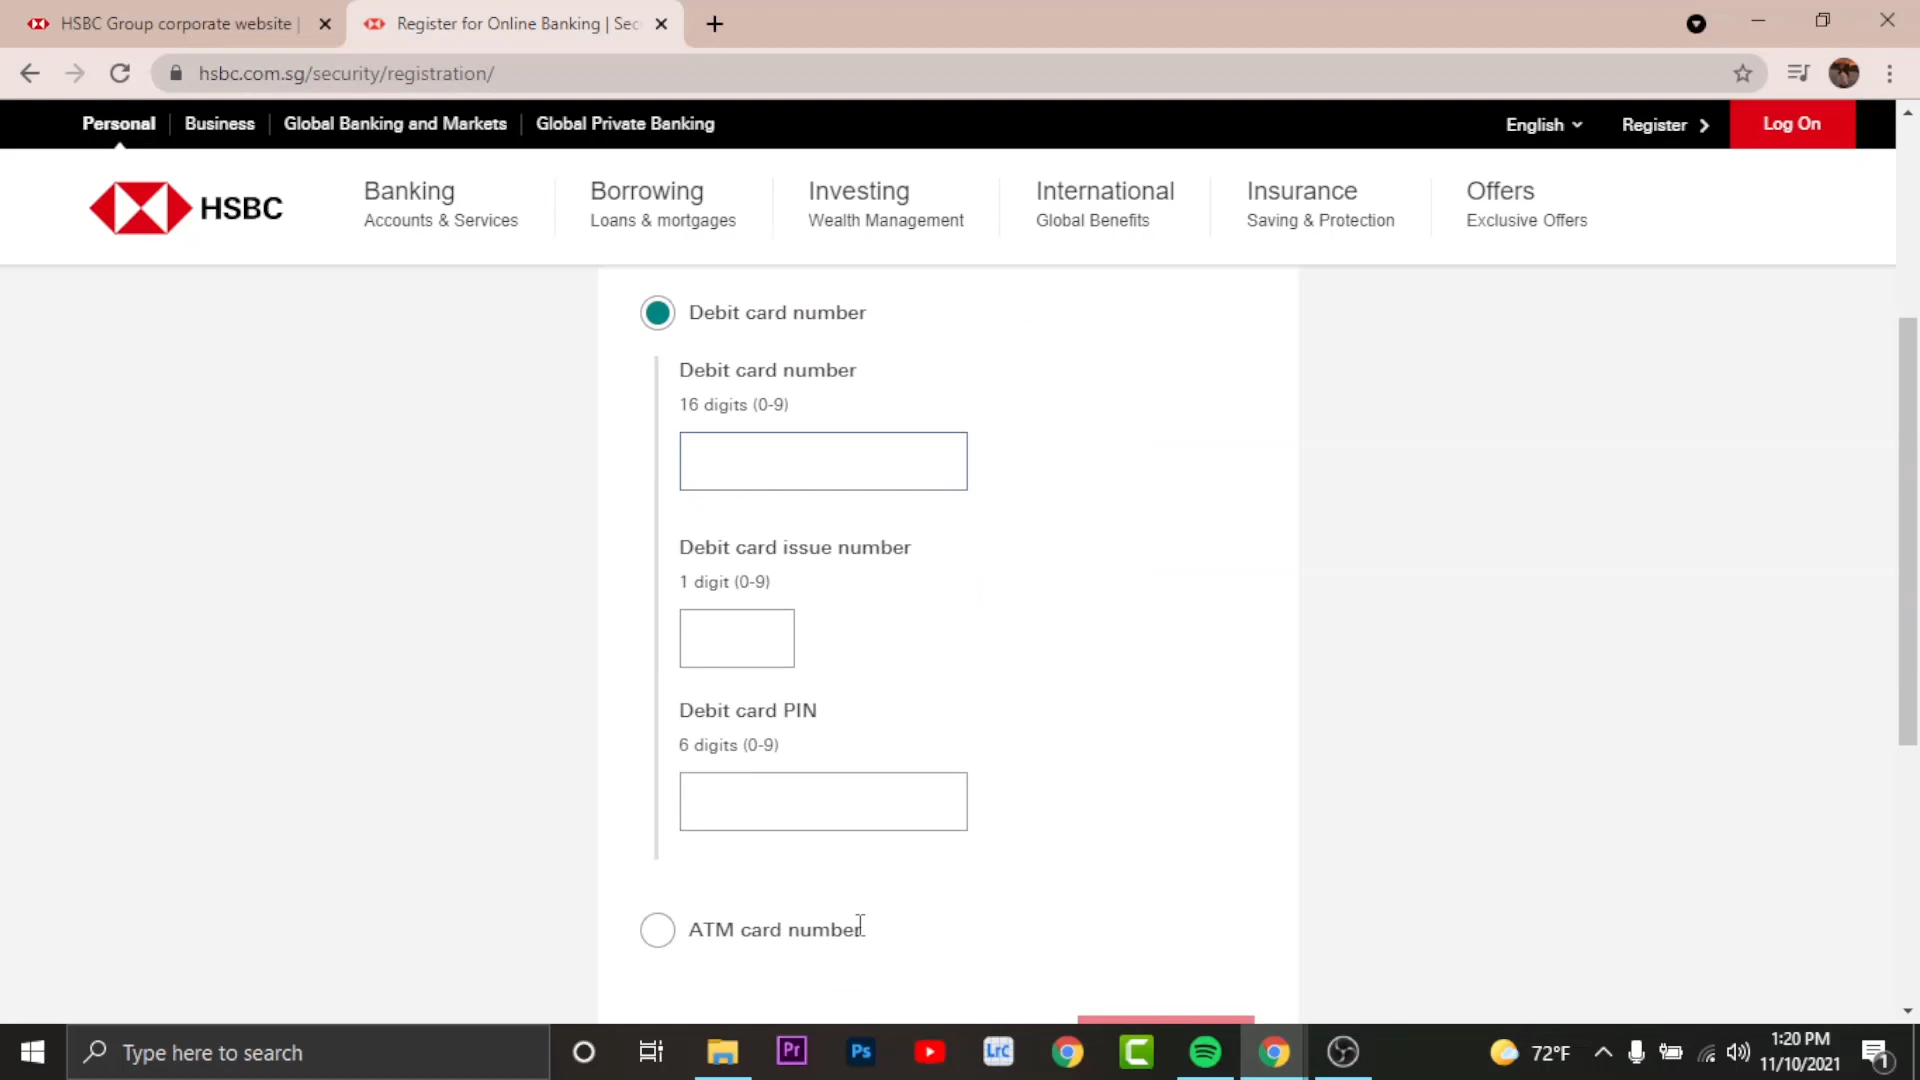 HSBC Group corporate website |
Register for Online Banking | Sec
hsbc.com.sg/security/registration/
Personal Business Global Banking and Markets Global Private Banking English Register Log On
HSBC
Banking Borrowing Investing International Insurance Offers
Accounts & Services Loans & mortgages Wealth Management Global Benefits Saving & Protection Exclusive Offers
Debit card number
Debit card number
16 digits (0-9)
Debit card issue number
1 digit (0-9)
Debit card PIN
6 digits (0-9)
ATM card number
Type here to search
Pr
Ps
LrC
C
72°F
1:20 PM
11/10/2021
1